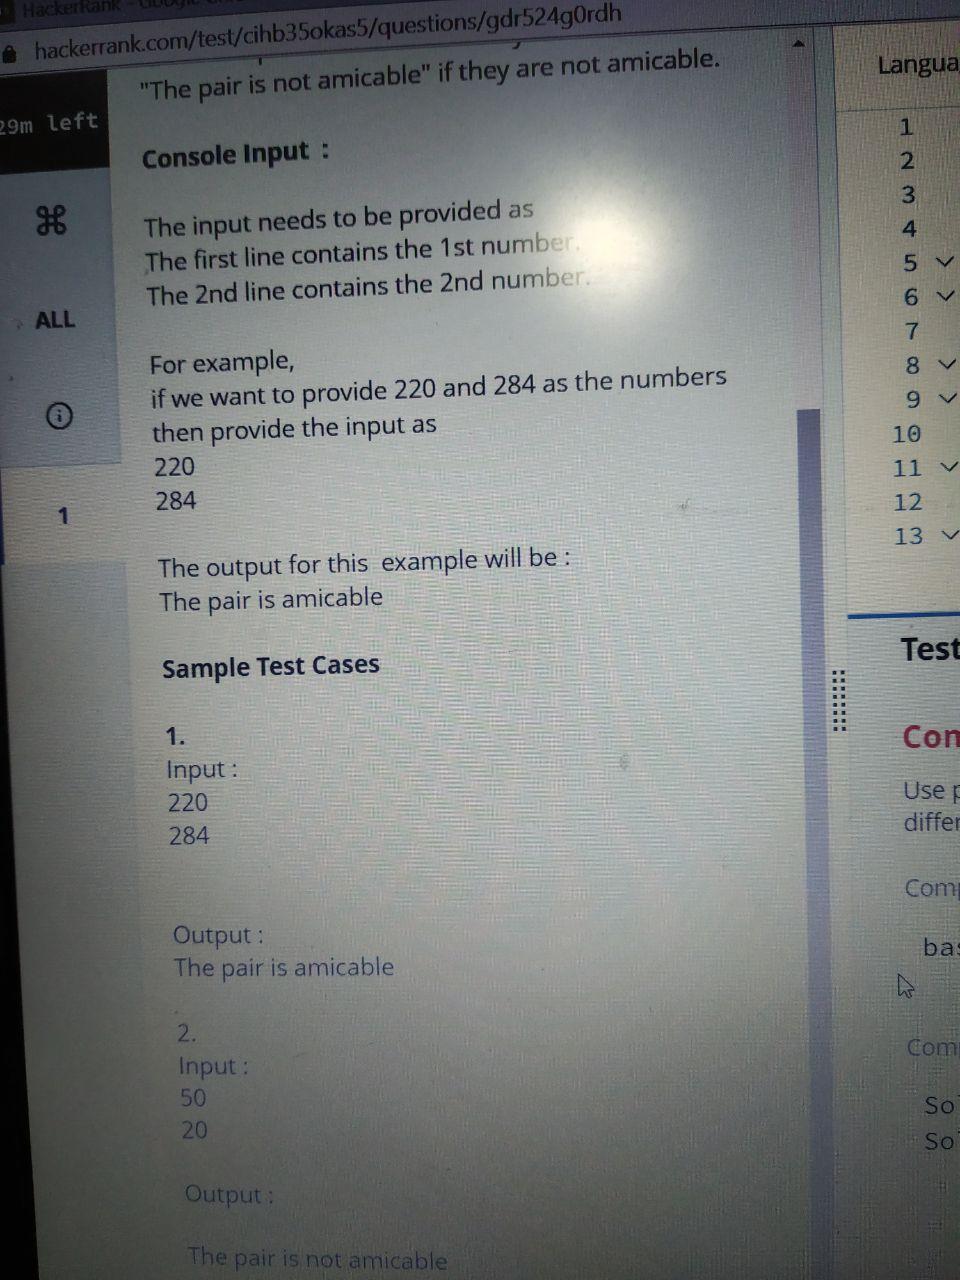 HackerRank - Google Chr
hackerrank.com/test/cihb35okas5/questions/gdr524g0rdh
29m left
ALL
1
"The pair is not amicable" if they are not amicable.
Console Input :
The input needs to be provided as
The first line contains the 1st number.
The 2nd line contains the 2nd number.
For example,
if we want to provide 220 and 284 as the numbers
then provide the input as
220
284
The output for this example will be :
The pair is amicable
Sample Test Cases
1.
Input :
220
284
Output :
The pair is amicable
2.
Input :
50
20
Output :
The pair is not amicable
Langua
1
2
3
4
5
6
7
8
9
10
11
12
13
Test
Com
Use p
differ
Comp
bas
Com
So
So